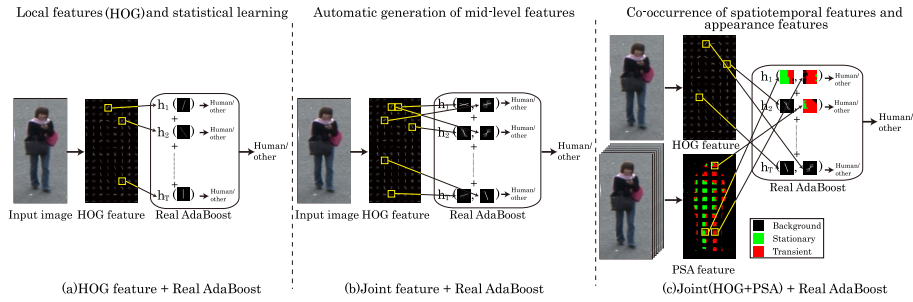 Local features(HOG)and statistical learning
h1 ( ) Human/
other
+
h2 ( ) Human/
other
+
+
hT ( ) Human/
other
Human/
other
Input image
HOG feature
Real AdaBoost
(a)HOG feature + Real AdaBoost
Automatic generation of mid-level features
h1 ( , ) Human/
other
+
h2 ( , ) Human/
other
+
+
hT ( , ) Human/
other
Human/
other
Input image
HOG feature
Real AdaBoost
(b)Joint feature + Real AdaBoost
Co-occurrence of spatiotemporal features and
appearance features
HOG feature
h1 ( , ) Human/
other
+
h2 ( , ) Human/
other
+
+
hT ( , ) Human/
other
Human/
other
Real AdaBoost
Background
Stationary
Transient
PSA feature
(c)Joint(HOG+PSA) + Real AdaBoost